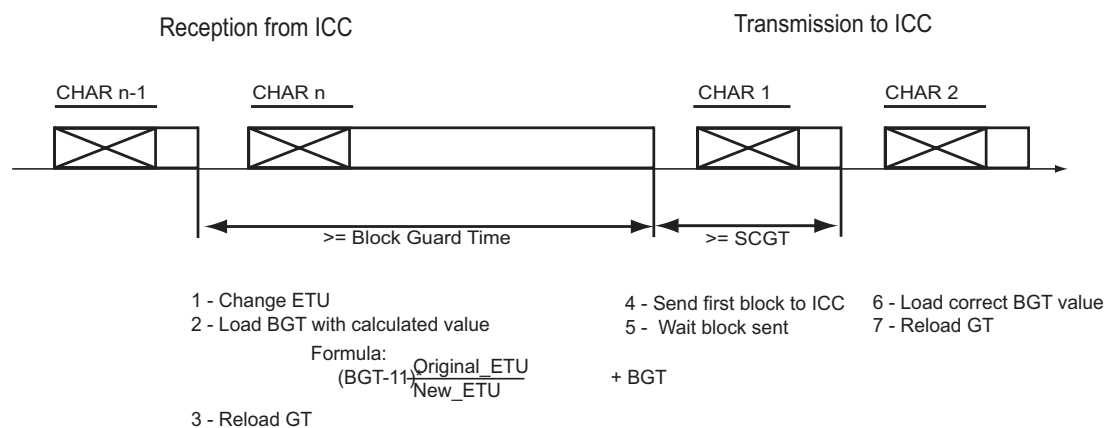 Reception from ICC
Transmission to ICC
CHAR n-1
CHAR n
CHAR 1
CHAR 2
>= Block Guard Time
>= SCGT
1 - Change ETU
2 - Load BGT with calculated value
Formula:
(BGT-11)* Original_ETU / New_ETU + BGT
3 - Reload GT
4 - Send first block to ICC
5 - Wait block sent
6 - Load correct BGT value
7 - Reload GT